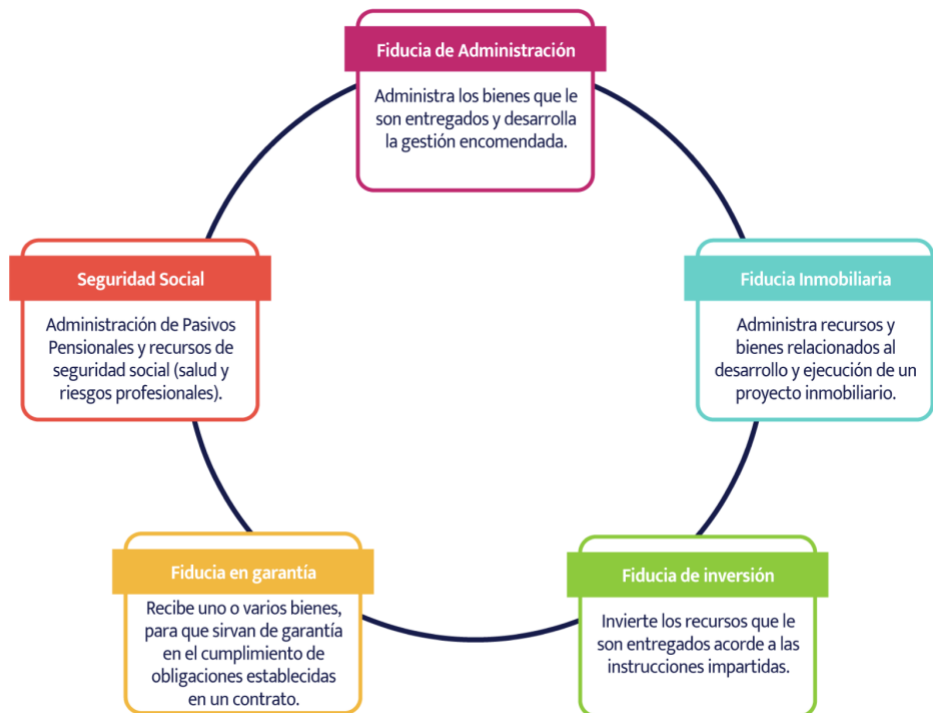 Fiducia de Administración
Administra los bienes que le
son entregados y desarrolla
la gestión encomendada.
Fiducia Inmobiliaria
Administra recursos y
bienes relacionados al
desarrollo y ejecución de un
proyecto inmobiliario.
Fiducia de inversión
Invierte los recursos que le
son entregados acorde a las
instrucciones impartidas.
Fiducia en garantía
Recibe uno o varios bienes,
para que sirvan de garantía
en el cumplimiento de
obligaciones establecidas
en un contrato.
Seguridad Social
Administración de Pasivos
Pensionales y recursos de
seguridad social (salud y
riesgos profesionales).